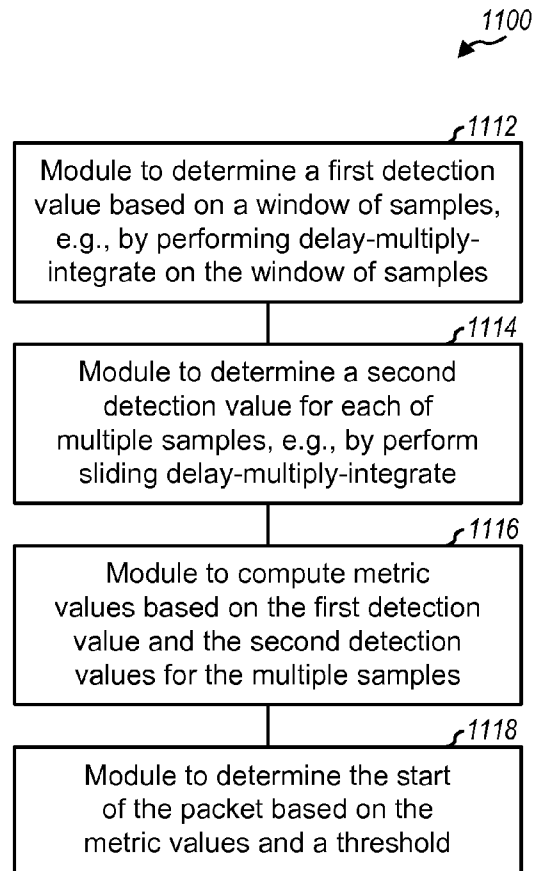 1100
1112
Module to determine a first detection
value based on a window of samples,
e.g., by performing delay-multiply-
integrate on the window of samples
1114
Module to determine a second
detection value for each of
multiple samples, e.g., by perform
sliding delay-multiply-integrate
1116
Module to compute metric
values based on the first detection
value and the second detection
values for the multiple samples
1118
Module to determine the start
of the packet based on the
metric values and a threshold